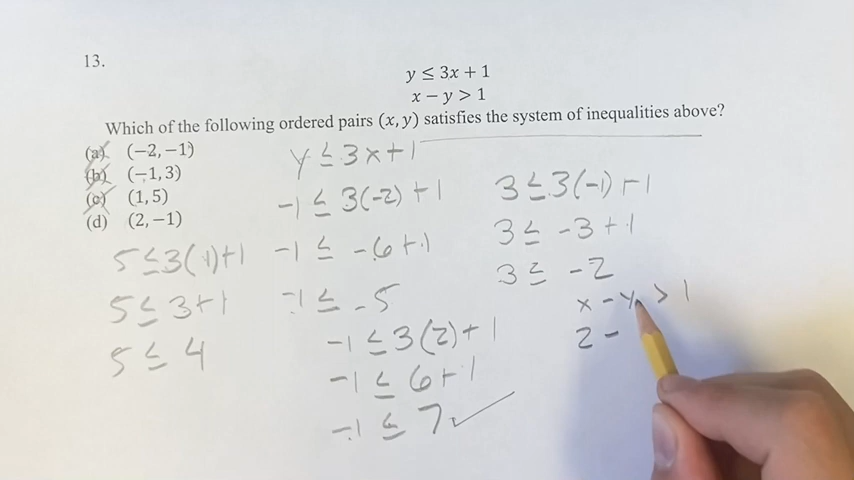 13.
y ≤ 3x + 1
x − y > 1
Which of the following ordered pairs (x, y) satisfies the system of inequalities above?
(a) (−2, −1)
(b) (−1, 3)
(c) (1, 5)
(d) (2, −1)
y ≤ 3x+1
-1 ≤ 3(-2)+1
-1 ≤ -6+1
-1 ≤ -5
3 ≤ 3(-1)+1
3 ≤ -3+1
3 ≤ -2
5 ≤ 3(1)+1
5 ≤ 3+1
5 ≤ 4
-1 ≤ 3(2)+1
-1 ≤ 6+1
-1 ≤ 7 ✓
x - y > 1
2 -